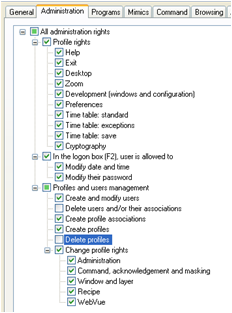 General Administration Programs Mimics Command Browsing
All administration rights
Profile rights
Help
Exit
Desktop
Zoom
Development (windows and configuration)
Preferences
Time table: standard
Time table: exceptions
Time table: save
Cryptography
In the logon box (F2), user is allowed to
Modify date and time
Modify their password
Profiles and users management
Create and modify users
Delete users and/or their associations
Create profile associations
Create profiles
Delete profiles
Change profile rights
Administration
Command, acknowledgement and masking
Window and layer
Recipe
WebVue